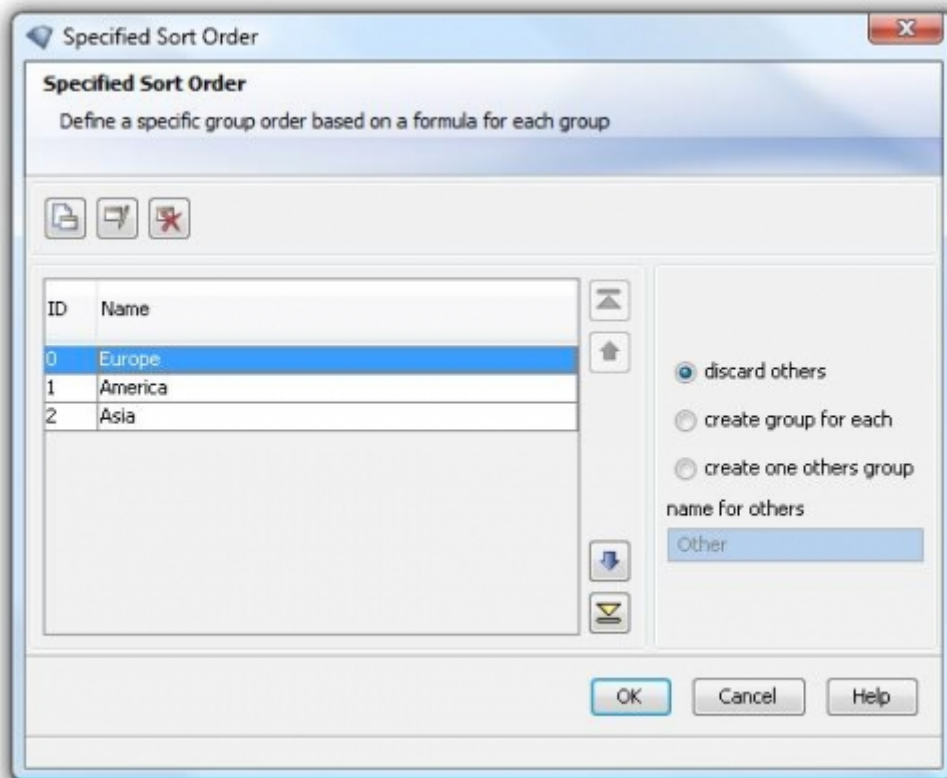 Specified Sort Order
Specified Sort Order
Define a specific group order based on a formula for each group
ID Name
0 Europe
1 America
2 Asia
discard others
create group for each
create one others group
name for others
Other
OK Cancel Help